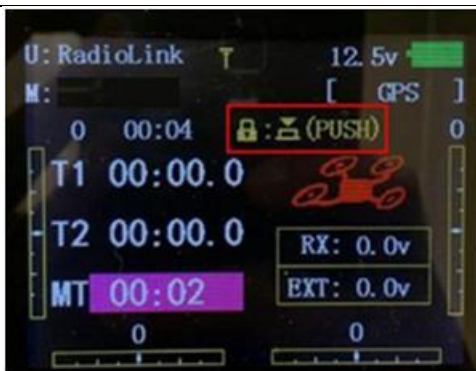 U:RadioLink T 12.5v
M: [ GPS ]
0 00:04 :(PUSH) 0
T1 00:00.0
T2 00:00.0
RX: 0.0v
MT 00:02
EXT: 0.0v
0 0